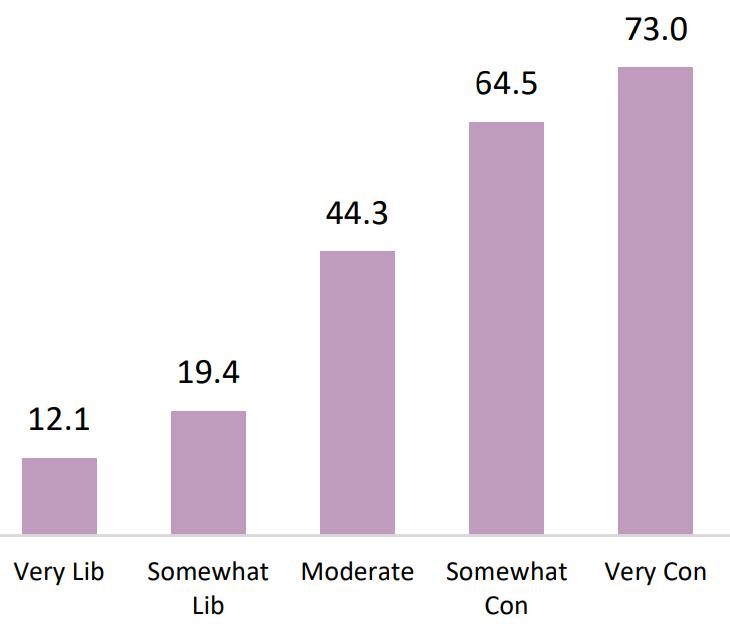 73.0
64.5
44.3
19.4
12.1
Very Lib
Somewhat
Lib
Moderate
Somewhat
Con
Very Con